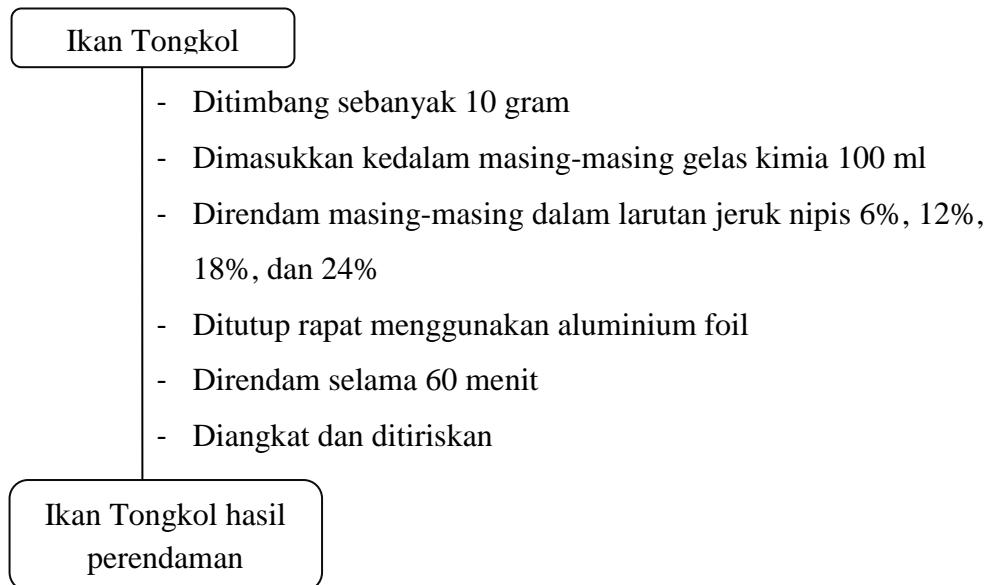 Ikan Tongkol
- Ditimbang sebanyak 10 gram
- Dimasukkan kedalam masing-masing gelas kimia 100 ml
- Direndam masing-masing dalam larutan jeruk nipis 6%, 12%,
18%, dan 24%
- Ditutup rapat menggunakan aluminium foil
- Direndam selama 60 menit
- Diangkat dan ditiriskan
Ikan Tongkol hasil
perendaman